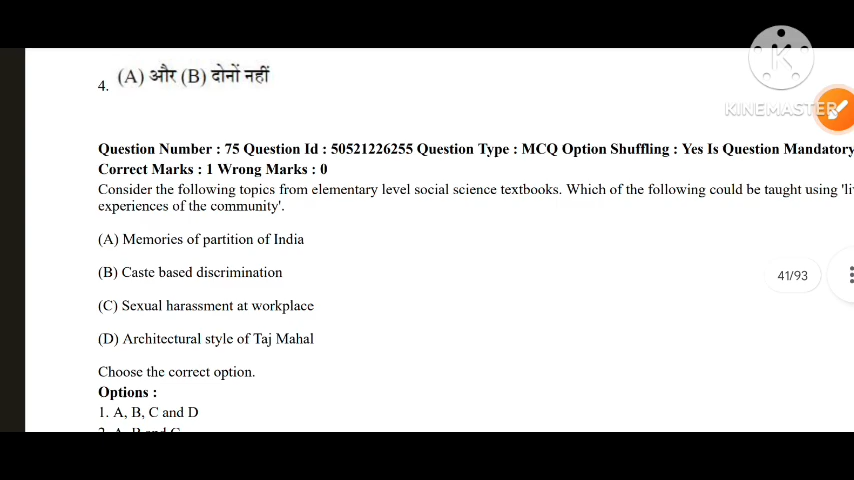 4. (A) और (B) दोनों नहीं
KINEMASTER
Question Number : 75 Question Id : 50521226255 Question Type : MCQ Option Shuffling : Yes Is Question Mandatory
Correct Marks : 1 Wrong Marks : 0
Consider the following topics from elementary level social science textbooks. Which of the following could be taught using
experiences of the community'.
(A) Memories of partition of India
(B) Caste based discrimination
41/93
(C) Sexual harassment at workplace
(D) Architectural style of Taj Mahal
Choose the correct option.
Options :
1. A, B, C and D